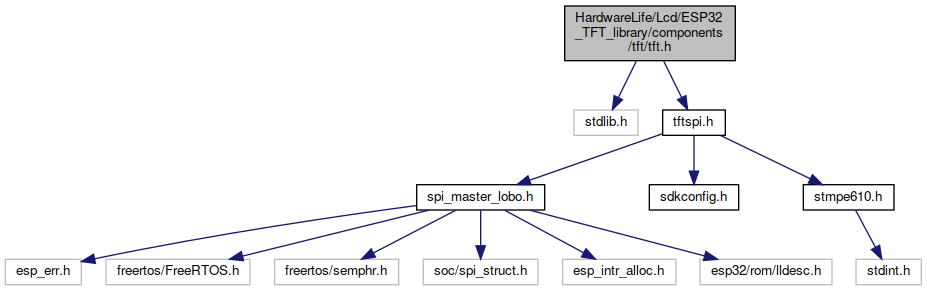 HardwareLife/Lcd/ESP32
_TFT_library/components
/tft/tft.h
stdlib.h
tftspi.h
spi_master_lobo.h
sdkconfig.h
stmpe610.h
esp_err.h
freertos/FreeRTOS.h
freertos/semphr.h
soc/spi_struct.h
esp_intr_alloc.h
esp32/rom/lldesc.h
stdint.h